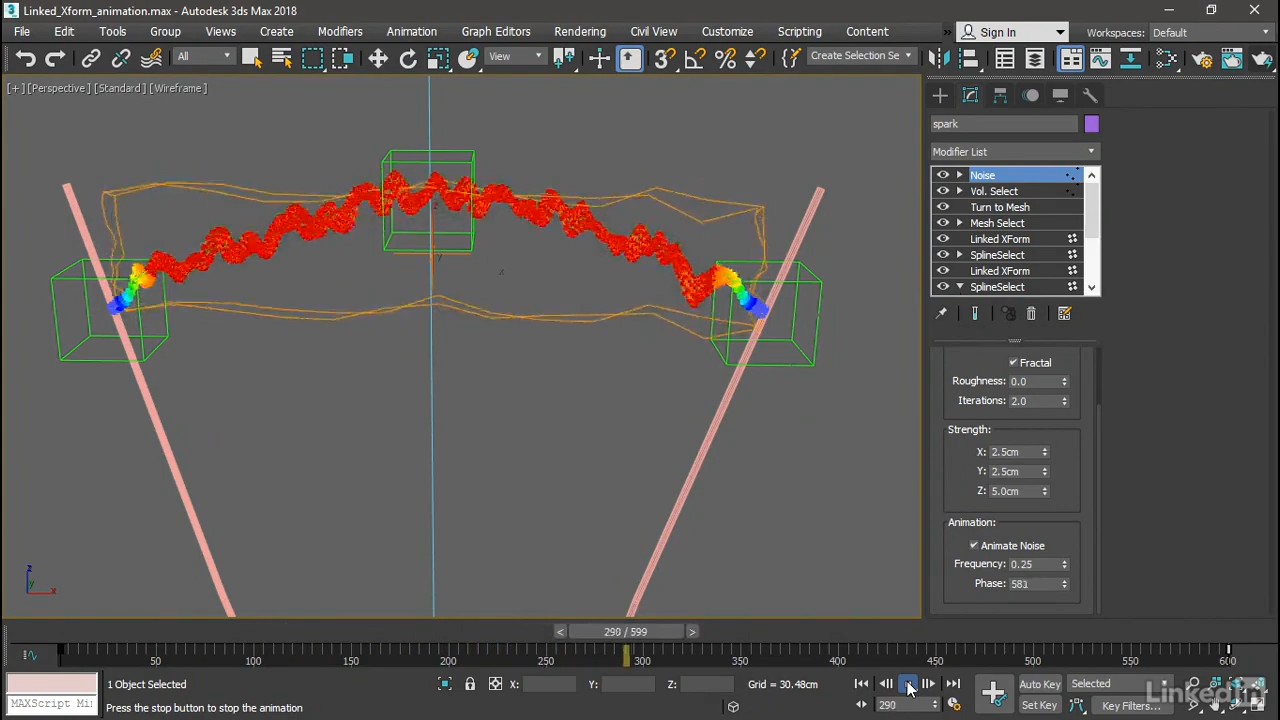 Linked_Xform_animation.max - Autodesk 3ds Max 2018
File Edit Tools Group Views Create Modifiers Animation Graph Editors Rendering Civil View Customize Scripting Content » Sign In Workspaces: Default
All View Create Selection Se
[+] [Perspective] [Standard] [Wireframe]
spark
Modifier List
Noise
Vol. Select
Turn to Mesh
Mesh Select
Linked XForm
SplineSelect
Linked XForm
SplineSelect
Fractal
Roughness: 0.0
Iterations: 2.0
Strength:
X: 2.5cm
Y: 2.5cm
Z: 5.0cm
Animation:
Animate Noise
Frequency: 0.25
Phase: 581
z
y
x
z
y
x
< 290 / 599 >
50 100 150 200 250 300 350 400 450 500 550 600
1 Object Selected X: Y: Z: Grid = 30.48cm Auto Key Selected
MAXScript Mi Press the stop button to stop the animation 290 Set Key Key Filters...
LinkedIn